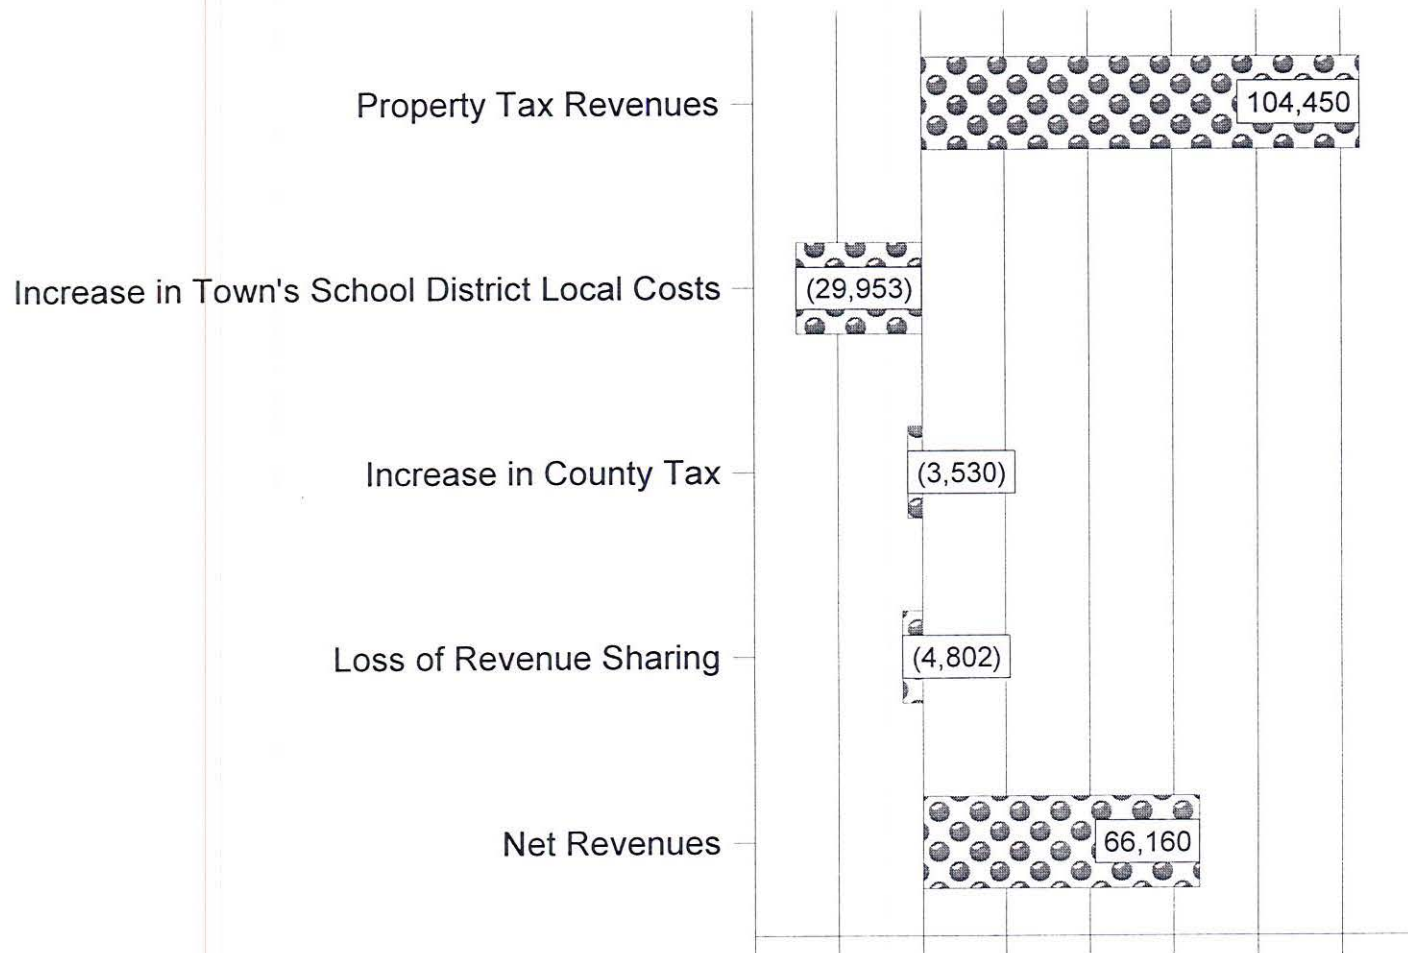 Property Tax Revenues 104,450
Increase in Town's School District Local Costs (29,953)
Increase in County Tax (3,530)
Loss of Revenue Sharing (4,802)
Net Revenues 66,160